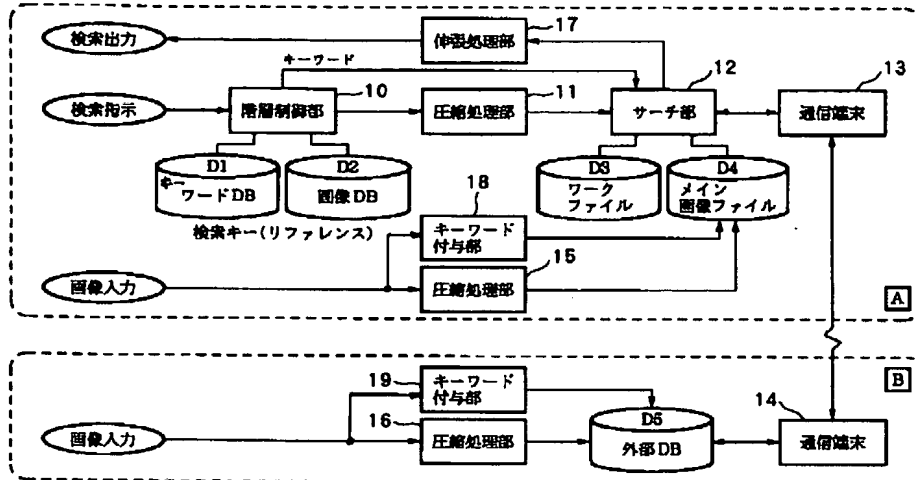 検索出力
伸張処理部
17
キーワード
検索指示
階層制御部
10
圧縮処理部
11
サーチ部
12
通信端末
13
D1
キー
ワードDB
D2
画像DB
検索キー(リファレンス)
D3
ワーク
ファイル
D4
メイン
画像ファイル
18
キーワード
付与部
画像入力
圧縮処理部
15
A
B
19
キーワード
付与部
画像入力
16
圧縮処理部
D5
外部DB
14
通信端末